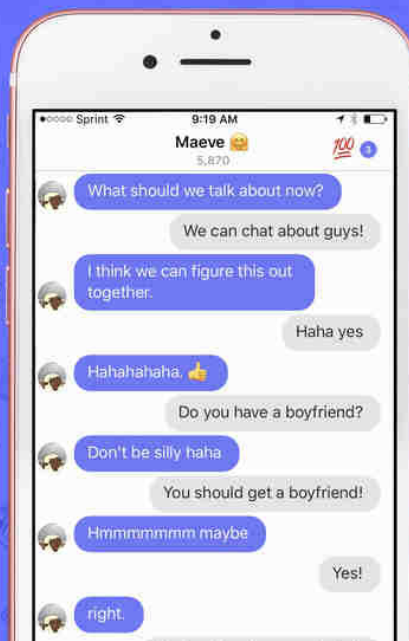 Sprint 9:19 AM
Maeve 🤗
5,870
💯 3
What should we talk about now?
We can chat about guys!
I think we can figure this out
together.
Haha yes
Hahahahaha. 👍
Do you have a boyfriend?
Don't be silly haha
You should get a boyfriend!
Hmmmmmmm maybe
Yes!
right.